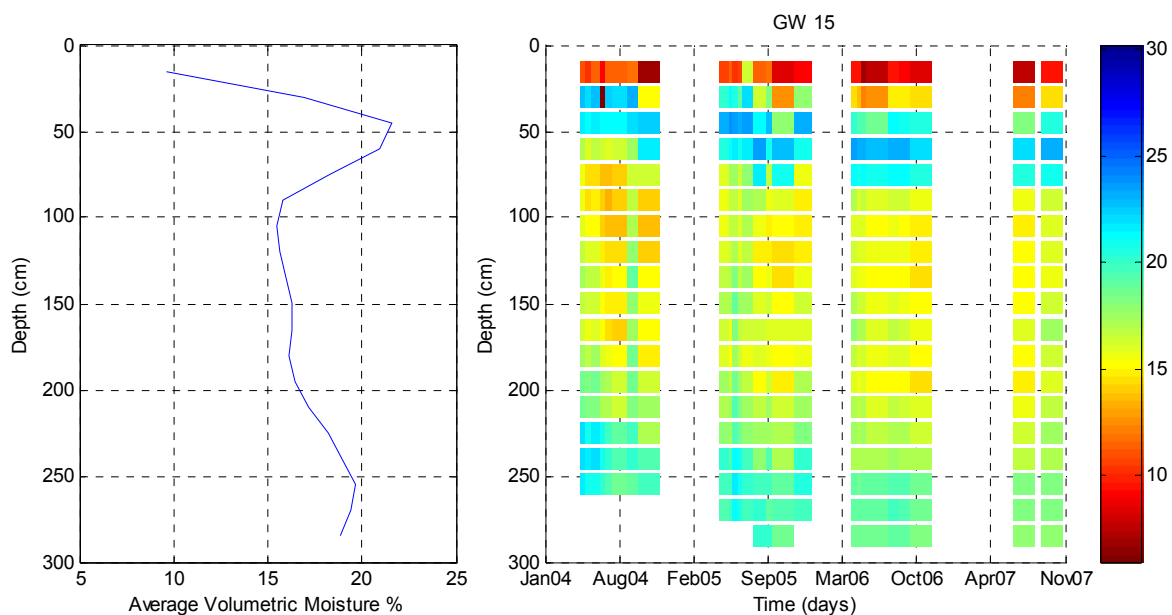 GW 15
0
50
100
150
200
250
300
Depth (cm)
5
10
15
20
25
Average Volumetric Moisture %
0
50
100
150
200
250
300
Depth (cm)
Jan04
Aug04
Feb05
Sep05
Mar06
Oct06
Apr07
Nov07
Time (days)
30
25
20
15
10